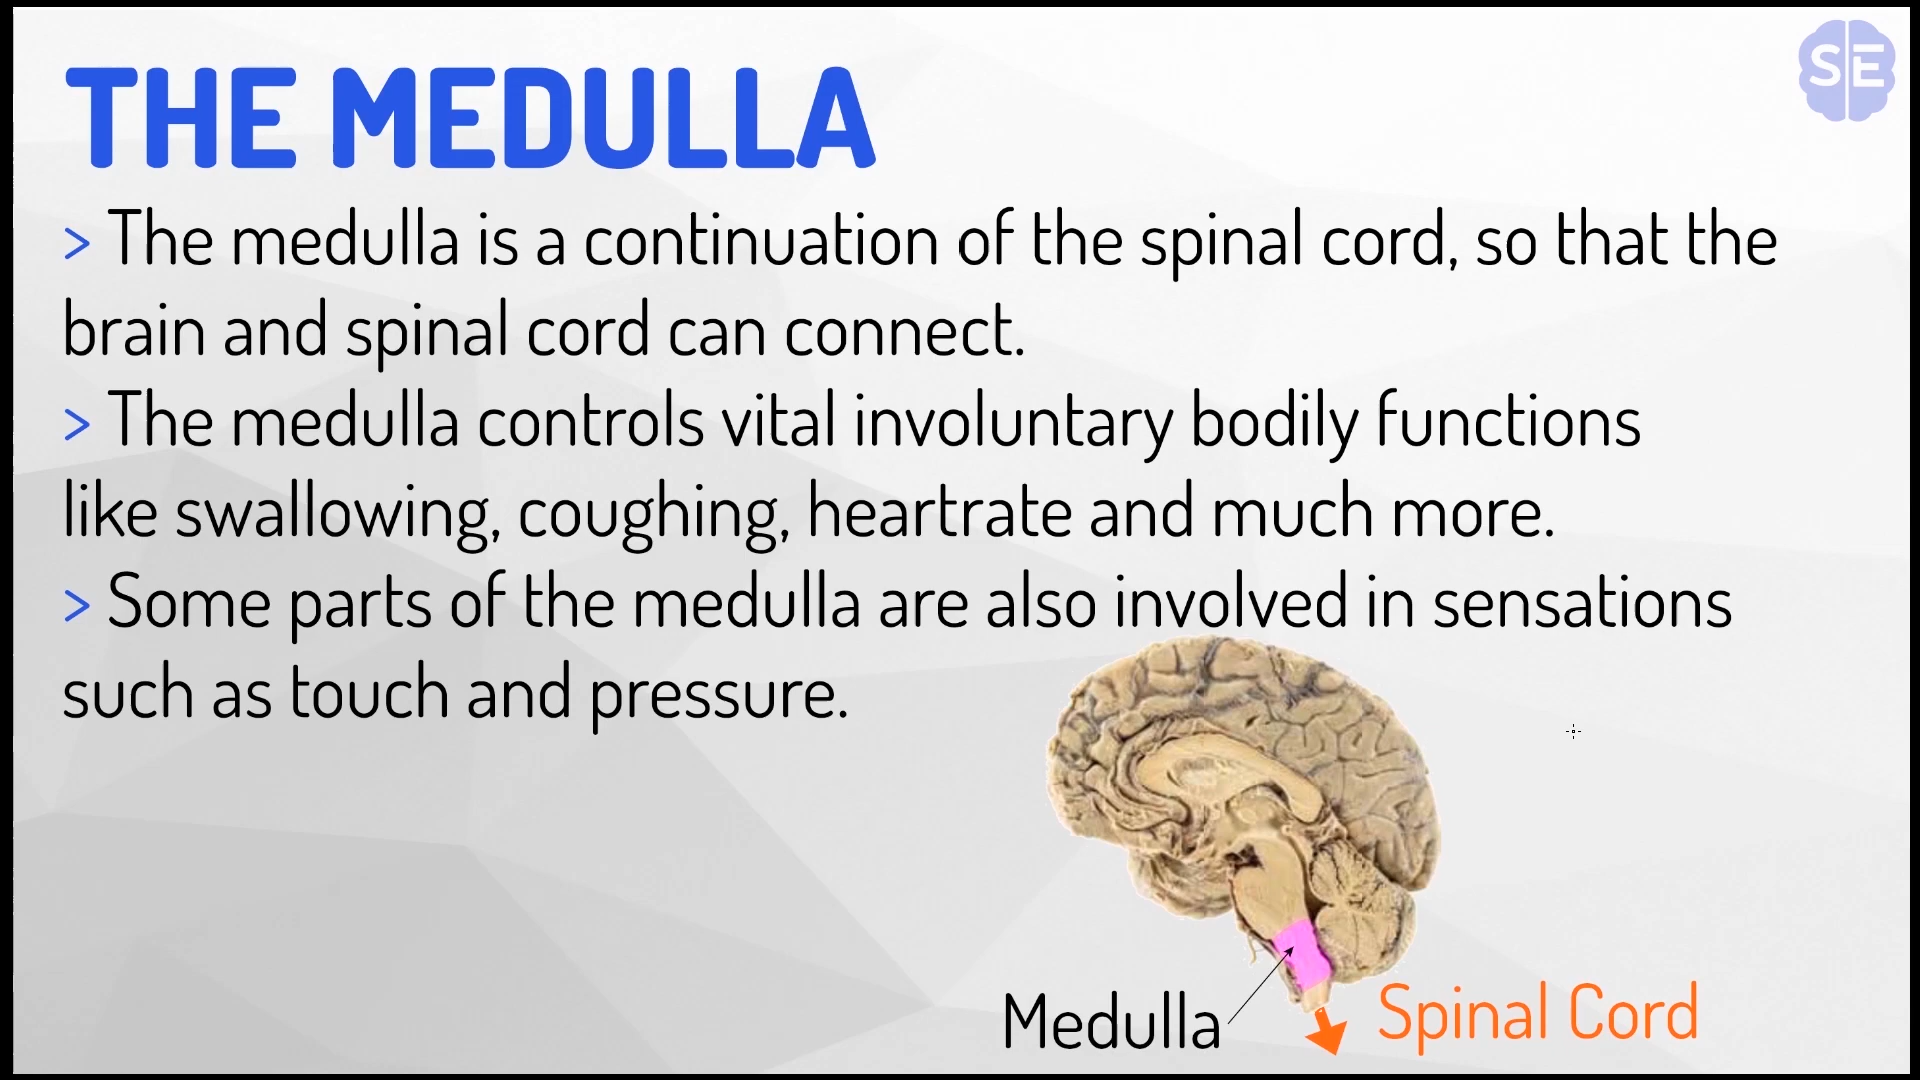 SE
THE MEDULLA
> The medulla is a continuation of the spinal cord, so that the
brain and spinal cord can connect.
> The medulla controls vital involuntary bodily functions
like swallowing, coughing, heartrate and much more.
> Some parts of the medulla are also involved in sensations
such as touch and pressure.
Medulla
Spinal Cord